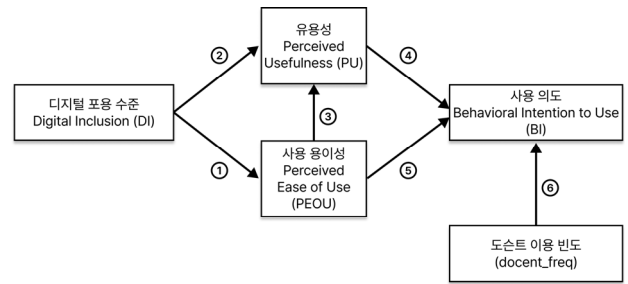 유용성
Perceived
Usefulness (PU)
②
④
디지털 포용 수준
Digital Inclusion (DI)
③
사용 의도
Behavioral Intention to Use
(BI)
사용 용이성
Perceived
Ease of Use
(PEOU)
①
⑤
⑥
도슨트 이용 빈도
(docent_freq)